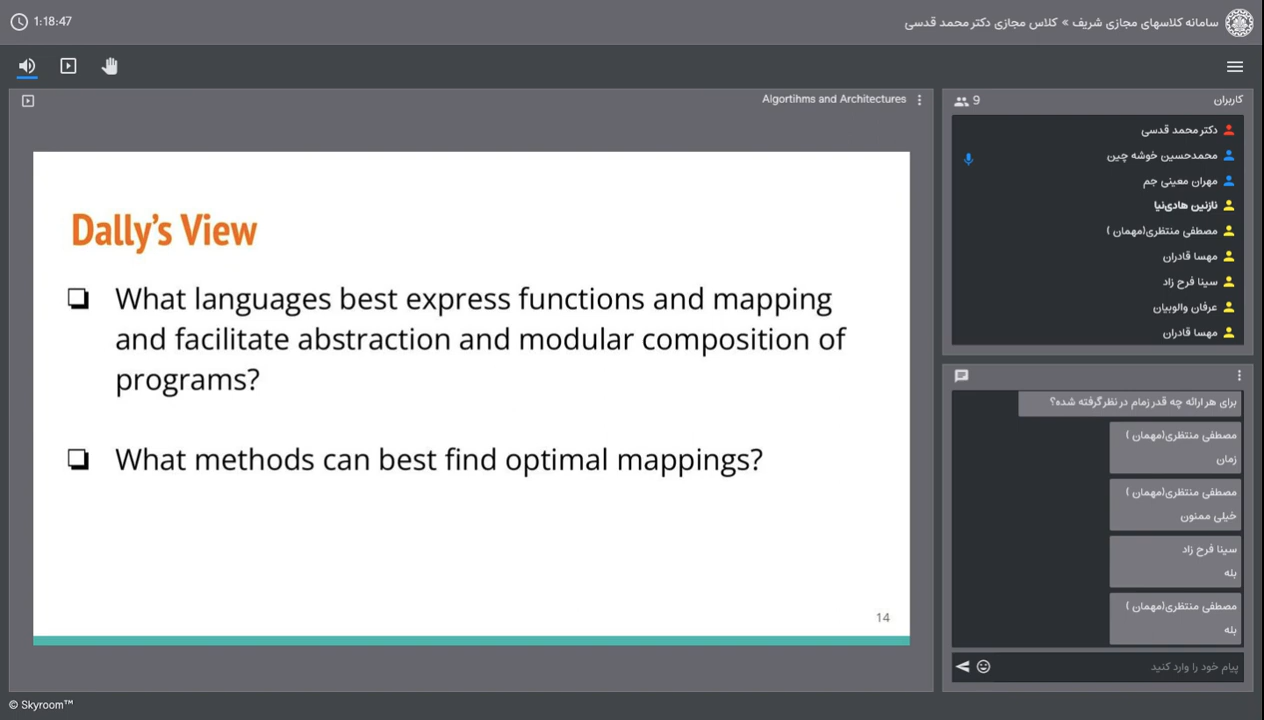 1:18:47
سامانه کلاسهای مجازی شریف » کلاس مجازی دکتر محمد قدسی
Algortihms and Architectures
Dally's View
What languages best express functions and mapping
and facilitate abstraction and modular composition of
programs?
What methods can best find optimal mappings?
14
کاربران
9
دکتر محمد قدسی
محمدحسین خوشه چین
مهران معینی جم
نازنین هادی‌نیا
مصطفی منتظری(مهمان )
مهسا قادران
سینا فرح زاد
عرفان والوبیان
مهسا قادران
برای هر ارائه چه قدر زمام در نظر گرفته شده؟
مصطفی منتظری(مهمان )
زمان
مصطفی منتظری(مهمان )
خیلی ممنون
سینا فرح زاد
بله
مصطفی منتظری(مهمان )
بله
پیام خود را وارد کنید
© Skyroom™